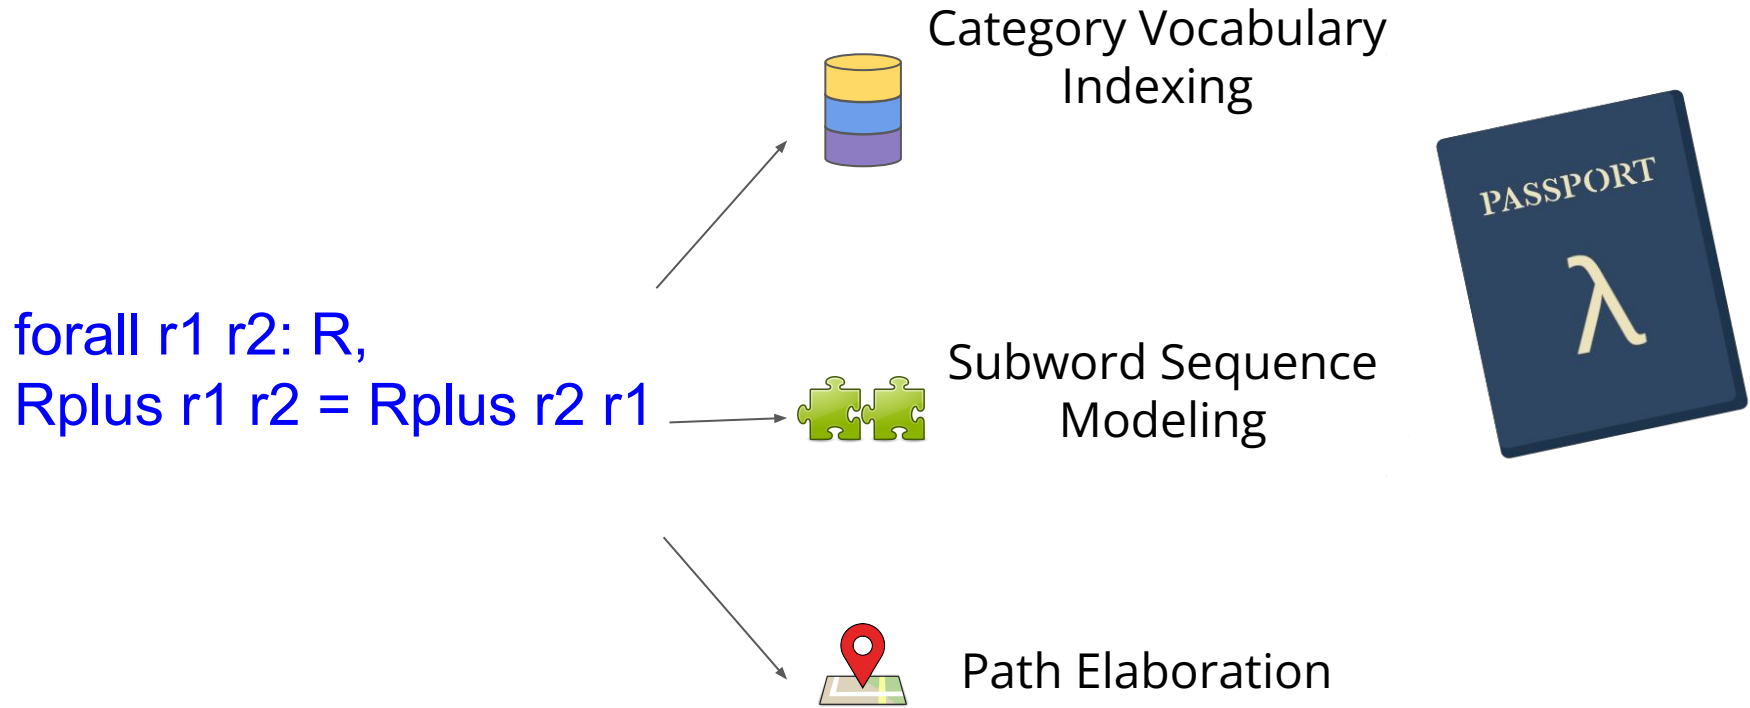 Category Vocabulary
Indexing
PASSPORT
λ
forall r1 r2: R,
Rplus r1 r2 = Rplus r2 r1
Subword Sequence
Modeling
Path Elaboration